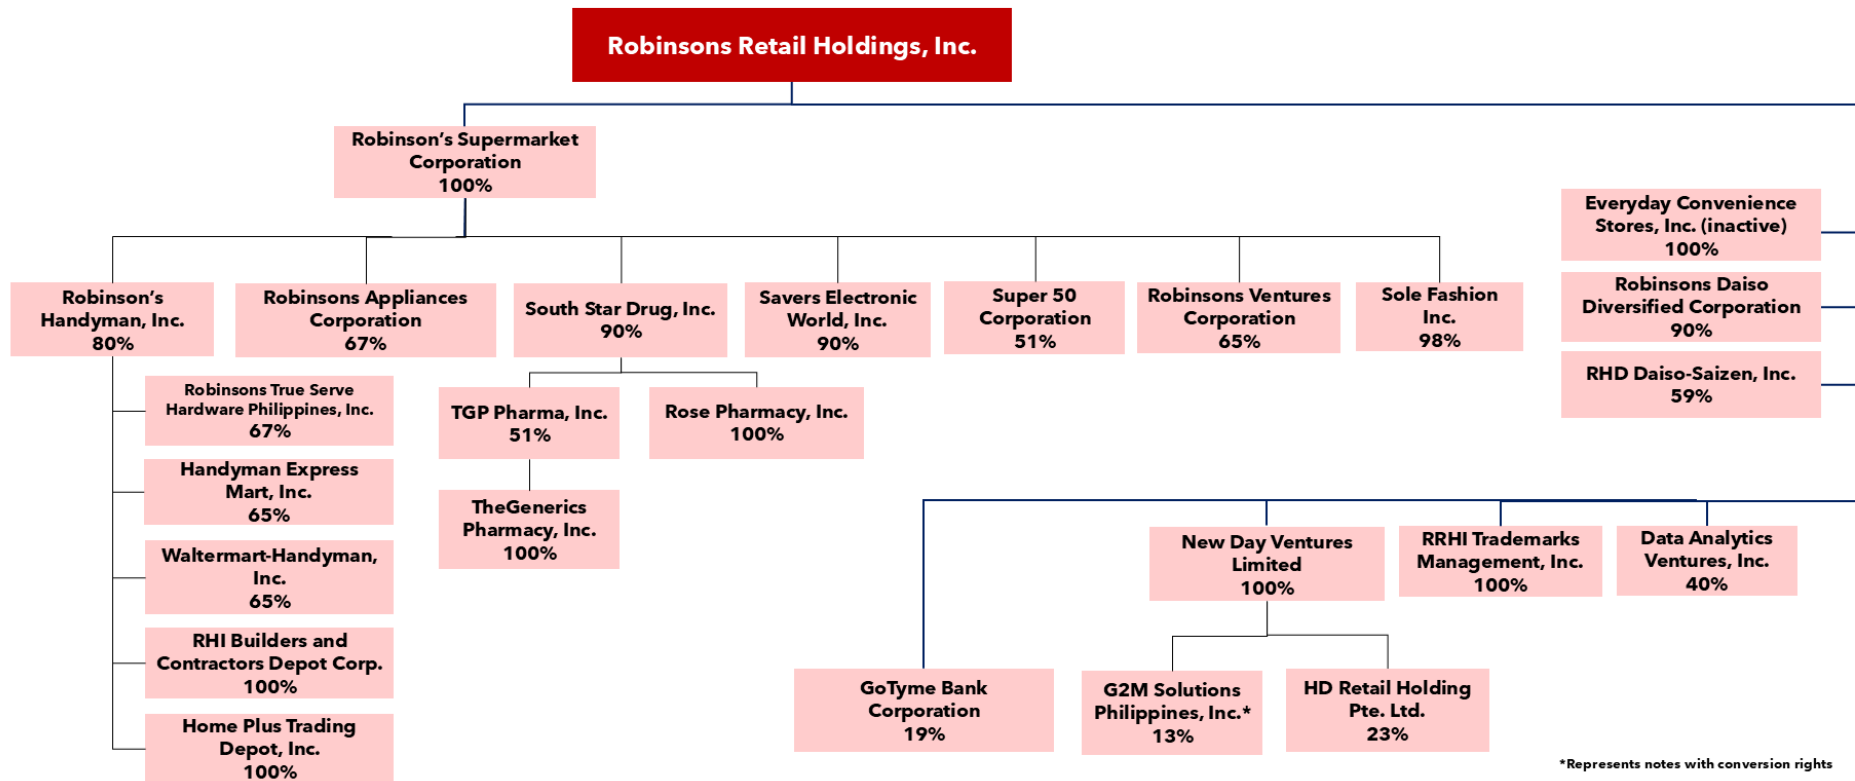 Robinsons Retail Holdings, Inc.
Robinson's Supermarket
Corporation
100%
Everyday Convenience
Stores, Inc. (inactive)
100%
Robinsons Daiso
Diversified Corporation
90%
RHD Daiso-Saizen, Inc.
59%
Robinson's
Handyman, Inc.
80%
Robinsons Appliances
Corporation
67%
South Star Drug, Inc.
90%
Savers Electronic
World, Inc.
90%
Super 50
Corporation
51%
Robinsons Ventures
Corporation
65%
Sole Fashion
Inc.
98%
Robinsons True Serve
Hardware Philippines, Inc.
67%
Handyman Express
Mart, Inc.
65%
Waltermart-Handyman,
Inc.
65%
RHI Builders and
Contractors Depot Corp.
100%
Home Plus Trading
Depot, Inc.
100%
TGP Pharma, Inc.
51%
Rose Pharmacy, Inc.
100%
TheGenerics
Pharmacy, Inc.
100%
New Day Ventures
Limited
100%
RRHI Trademarks
Management, Inc.
100%
Data Analytics
Ventures, Inc.
40%
GoTyme Bank
Corporation
19%
G2M Solutions
Philippines, Inc.*
13%
HD Retail Holding
Pte. Ltd.
23%
*Represents notes with conversion rights